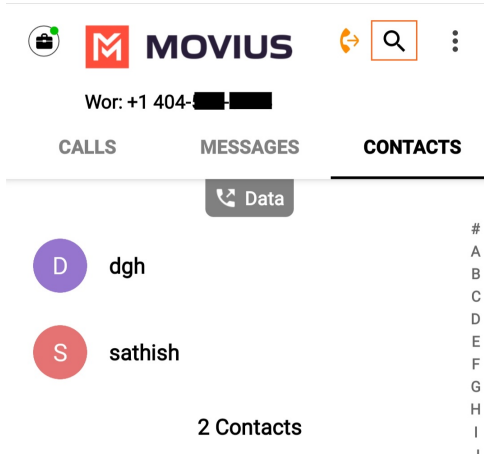 MOVIUS
Wor: +1 404-
CALLS MESSAGES CONTACTS
Data
#
A
B
D dgh
C
D
E
S sathish
F
G
H
2 Contacts
I